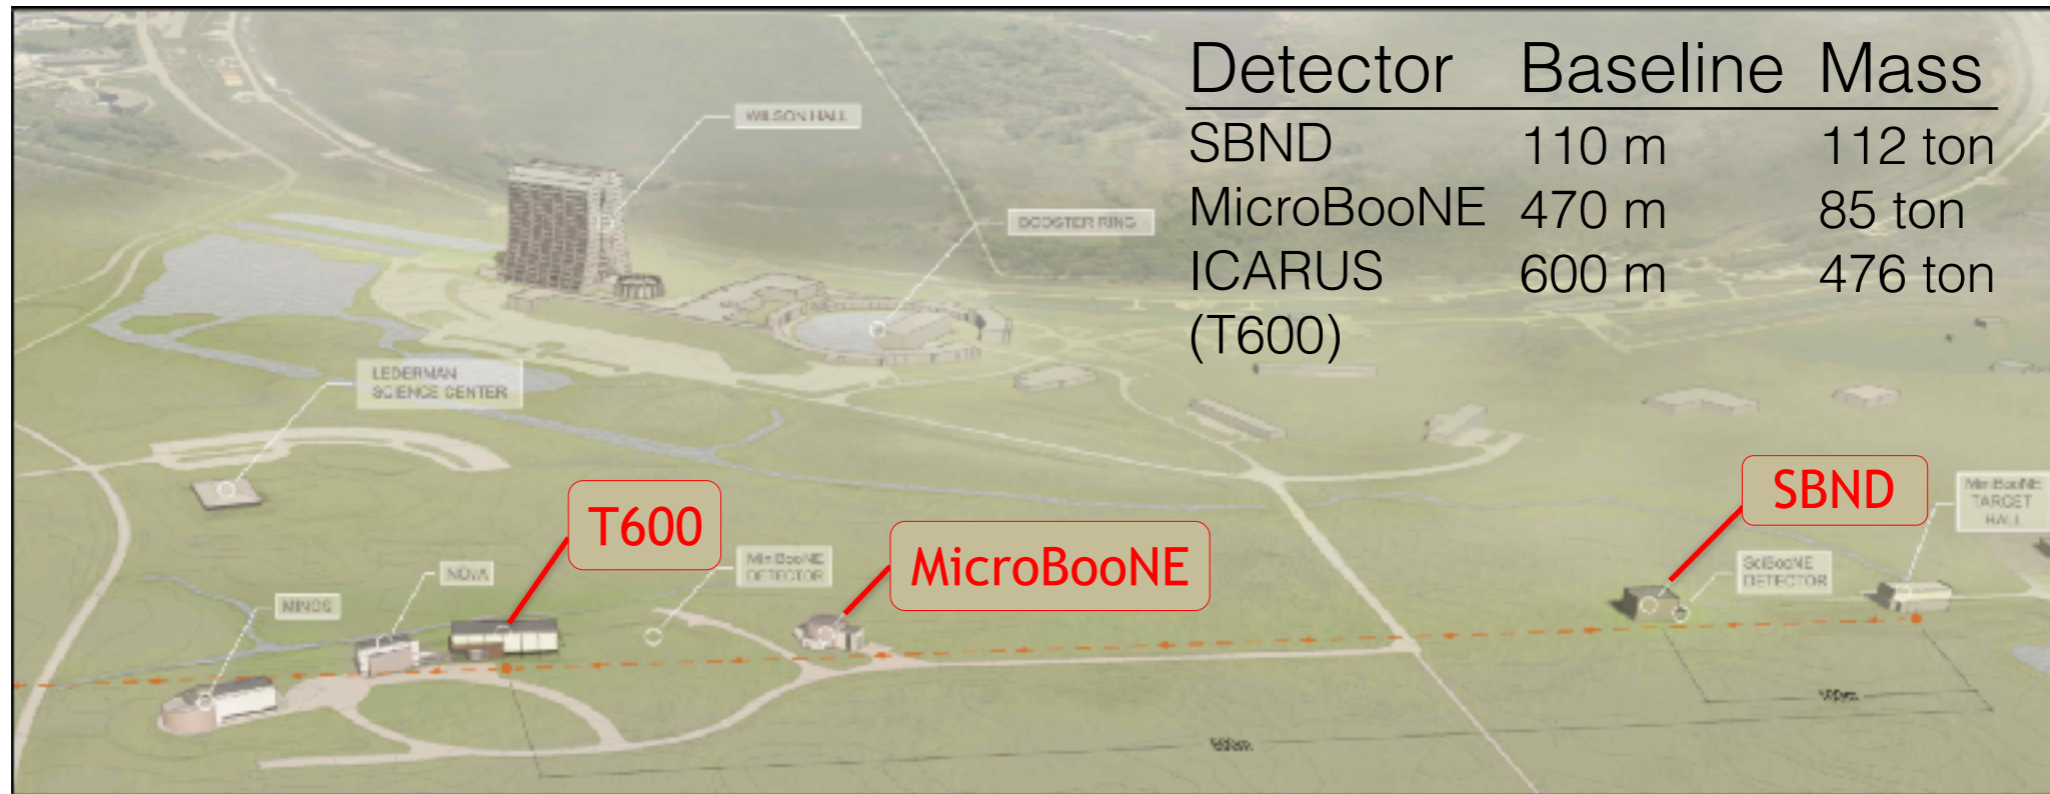 Detector Baseline Mass
SBND 110 m 112 ton
MicroBooNE 470 m 85 ton
ICARUS 600 m 476 ton
(T600)
WILSON HALL
BOOSTER RING
LEDERMAN
SCIENCE CENTER
T600
MicroBooNE
SBND
MiniBooNE
TARGET
HALL
MiniBooNE
DETECTOR
SciBooNE
DETECTOR
NOVA
MINOS